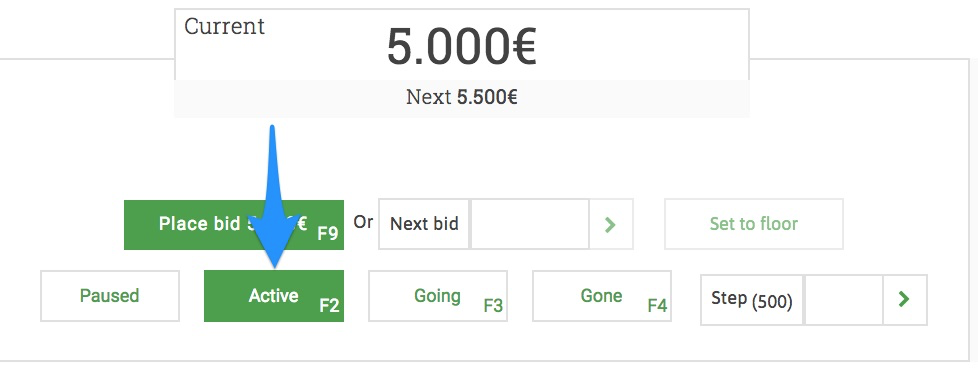 Current
5.000€
Next 5.500€
Place bid € F9
Or
Next bid
Set to floor
Paused
Active F2
Going F3
Gone F4
Step (500)